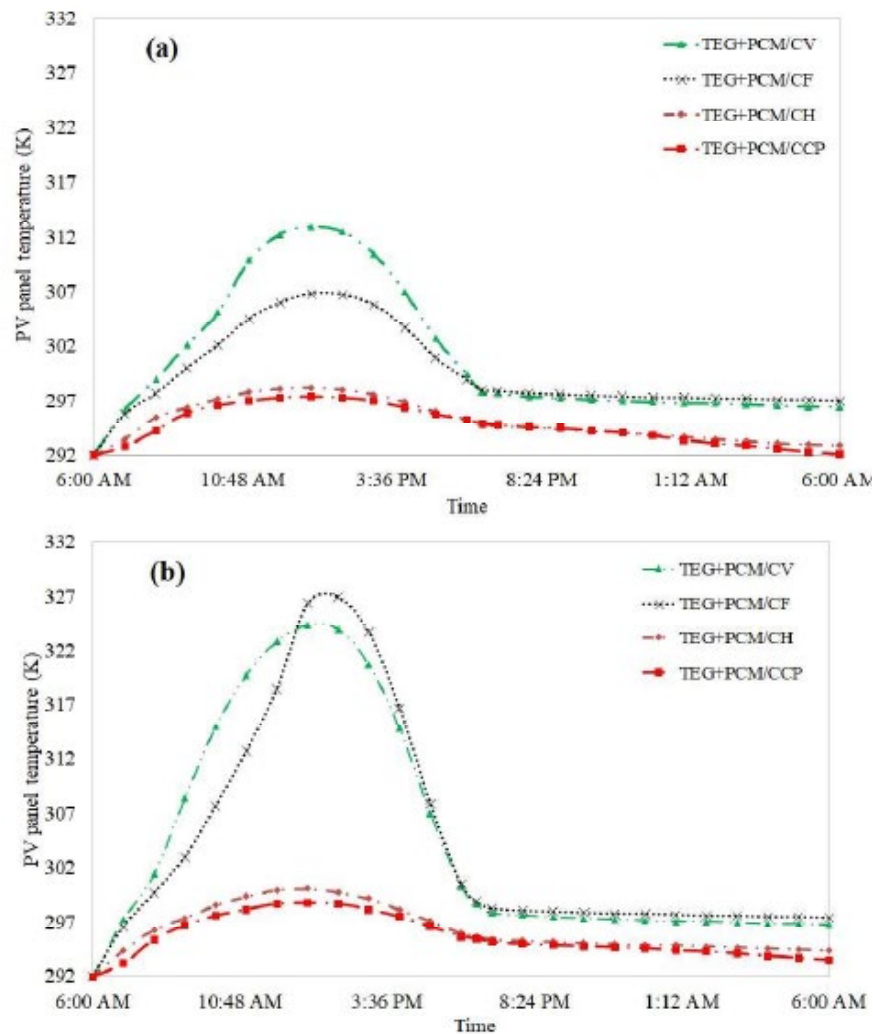 (a)
PV panel temperature (K)
332
327
322
317
312
307
302
297
292
TEG+PCM/CV
TEG+PCM/CF
TEG+PCM/CH
TEG+PCM/CCP
6:00 AM 10:48 AM 3:36 PM 8:24 PM 1:12 AM 6:00 AM
Time
(b)
PV panel temperature (K)
332
327
322
317
312
307
302
297
292
TEG+PCM/CV
TEG+PCM/CF
TEG+PCM/CH
TEG+PCM/CCP
6:00 AM 10:48 AM 3:36 PM 8:24 PM 1:12 AM 6:00 AM
Time